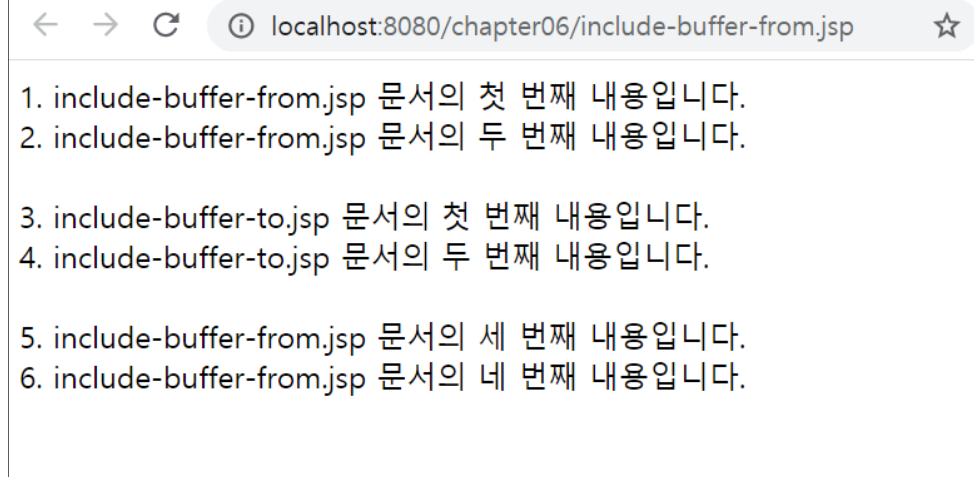 localhost:8080/chapter06/include-buffer-from.jsp
1. include-buffer-from.jsp 문서의 첫 번째 내용입니다.
2. include-buffer-from.jsp 문서의 두 번째 내용입니다.
3. include-buffer-to.jsp 문서의 첫 번째 내용입니다.
4. include-buffer-to.jsp 문서의 두 번째 내용입니다.
5. include-buffer-from.jsp 문서의 세 번째 내용입니다.
6. include-buffer-from.jsp 문서의 네 번째 내용입니다.